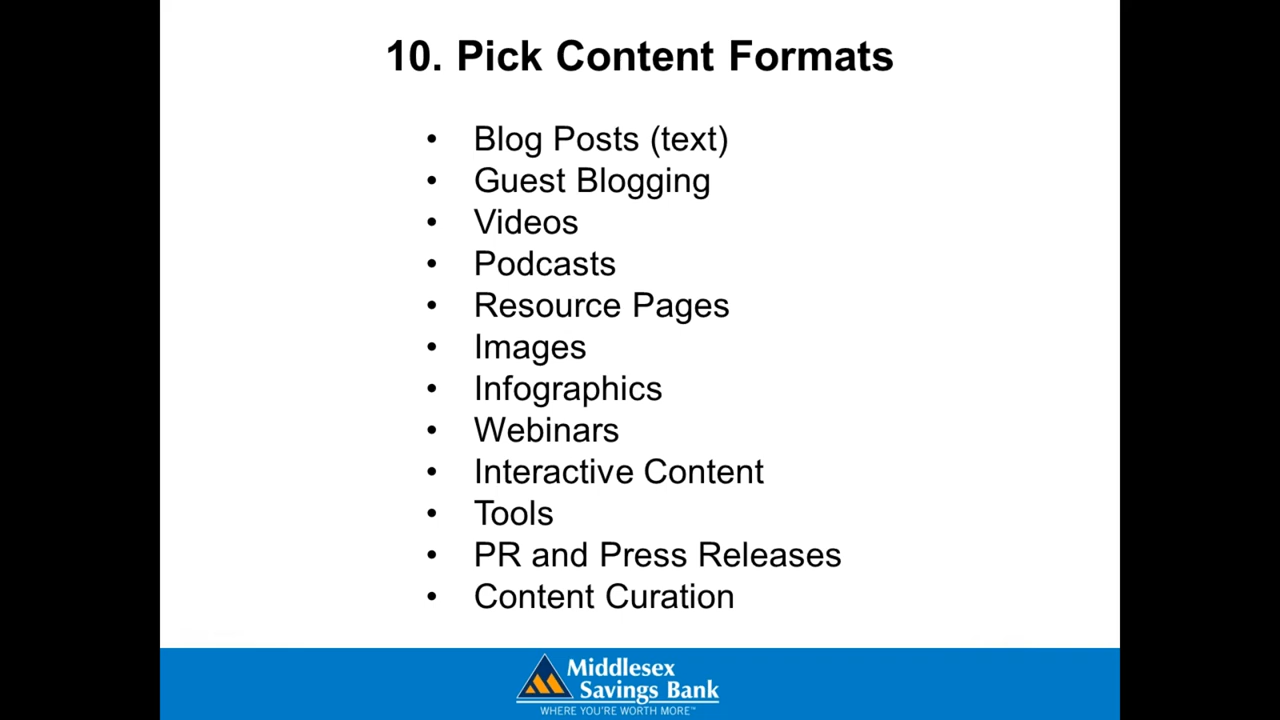 10. Pick Content Formats
• Blog Posts (text)
• Guest Blogging
• Videos
• Podcasts
• Resource Pages
• Images
• Infographics
• Webinars
• Interactive Content
• Tools
• PR and Press Releases
• Content Curation
Middlesex
Savings Bank
WHERE YOU'RE WORTH MORE™